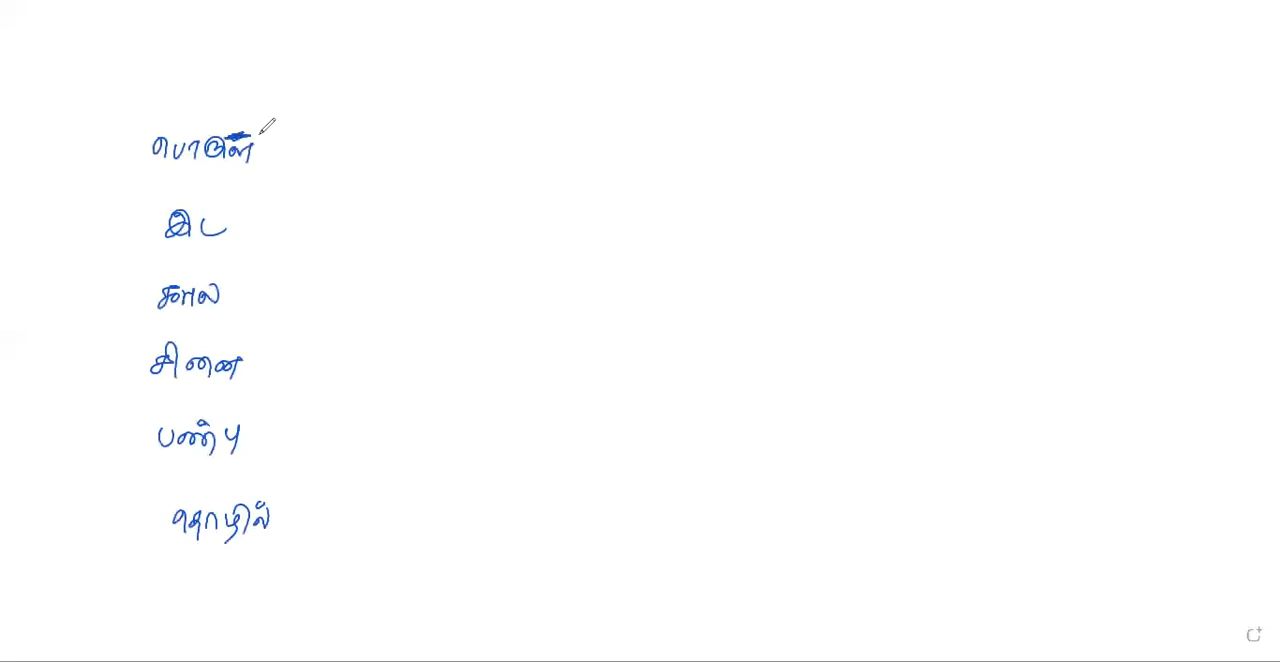 பொருள்
இட
கால
சினை
பண்பு
தொழில்